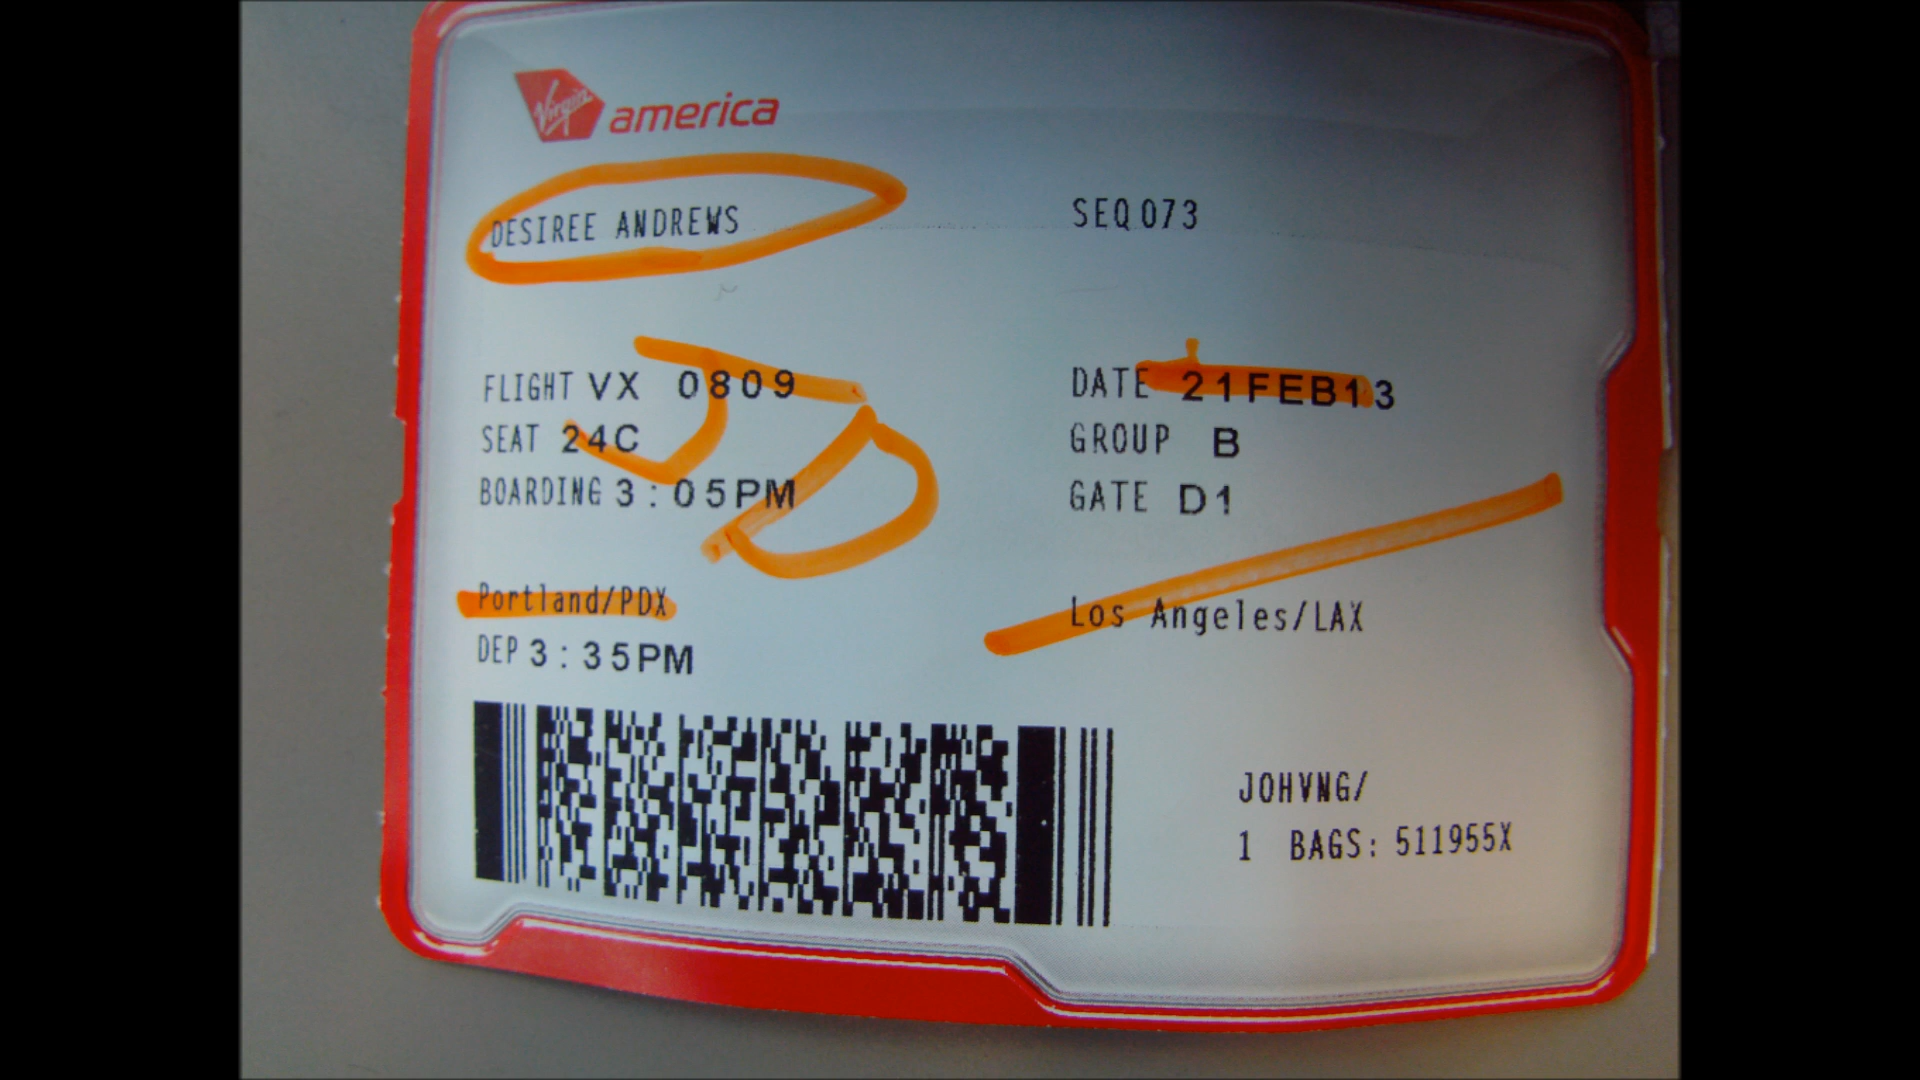 Virgin america
DESIREE ANDREWS
SEQ 073
FLIGHT VX 0809
DATE 21FEB13
SEAT 24C
GROUP B
BOARDING 3:05PM
GATE D1
JD
Portland/PDX
Los Angeles/LAX
DEP 3:35PM
JOHVNG/
1 BAGS: 511955X